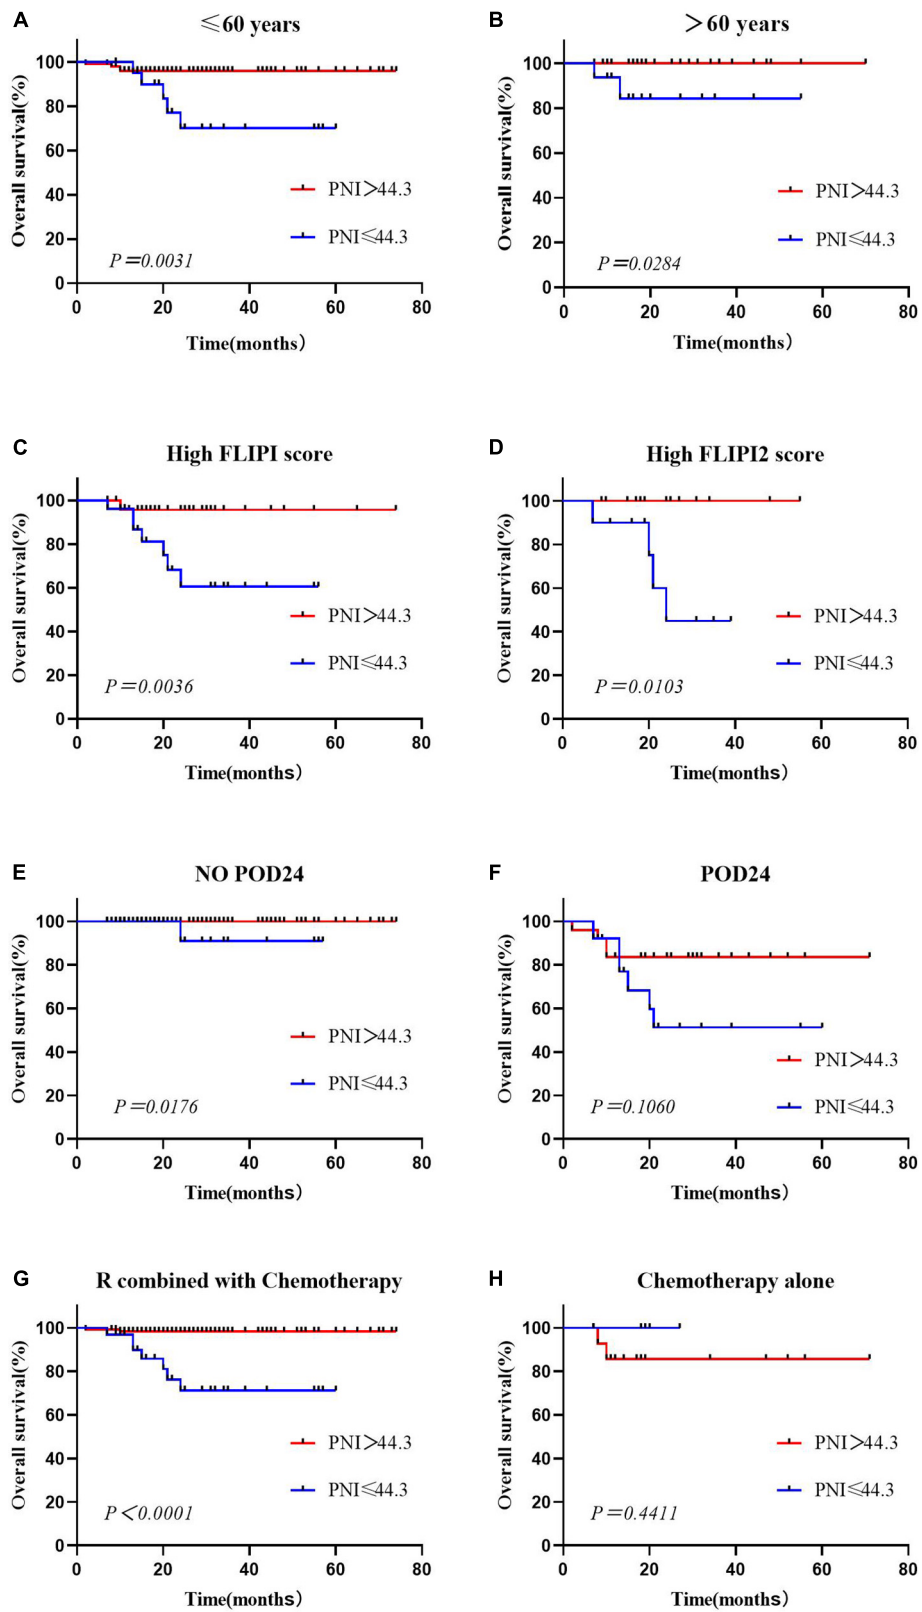 A
≤60 years
Overall survival(%)
100
80
60
40
20
0
PNI>44.3
PNI≤44.3
P=0.0031
0 20 40 60 80
Time(months)
B
>60 years
Overall survival(%)
100
80
60
40
20
0
PNI>44.3
PNI≤44.3
P=0.0284
0 20 40 60 80
Time(months)
C
High FLIPI score
Overall survival(%)
100
80
60
40
20
0
PNI>44.3
PNI≤44.3
P=0.0036
0 20 40 60 80
Time(months)
D
High FLIPI2 score
Overall survival(%)
100
80
60
40
20
0
PNI>44.3
PNI≤44.3
P=0.0103
0 20 40 60 80
Time(months)
E
NO POD24
Overall survival(%)
100
80
60
40
20
0
PNI>44.3
PNI≤44.3
P=0.0176
0 20 40 60 80
Time(months)
F
POD24
Overall survival(%)
100
80
60
40
20
0
PNI>44.3
PNI≤44.3
P=0.1060
0 20 40 60 80
Time(months)
G
R combined with Chemotherapy
Overall survival(%)
100
80
60
40
20
0
PNI>44.3
PNI≤44.3
P<0.0001
0 20 40 60 80
Time(months)
H
Chemotherapy alone
Overall survival(%)
100
80
60
40
20
0
PNI>44.3
PNI≤44.3
P=0.4411
0 20 40 60 80
Time(months)